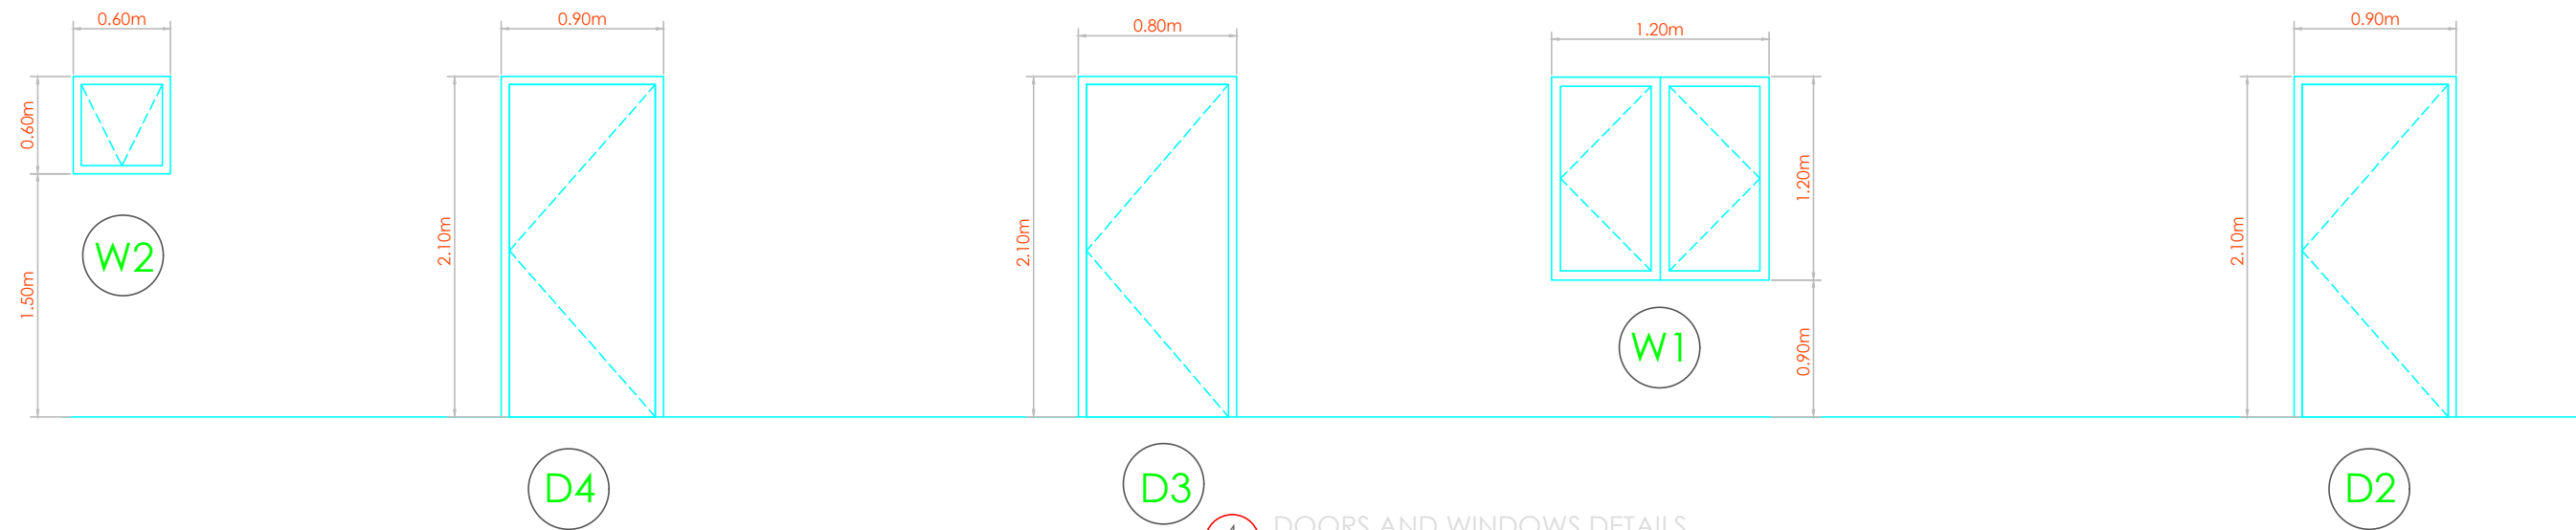 0.60m
0.60m
1.50m
W2
0.90m
2.10m
D4
0.80m
2.10m
D3
1.20m
1.20m
0.90m
W1
0.90m
2.10m
D2
DOORS AND WINDOWS DETAILS